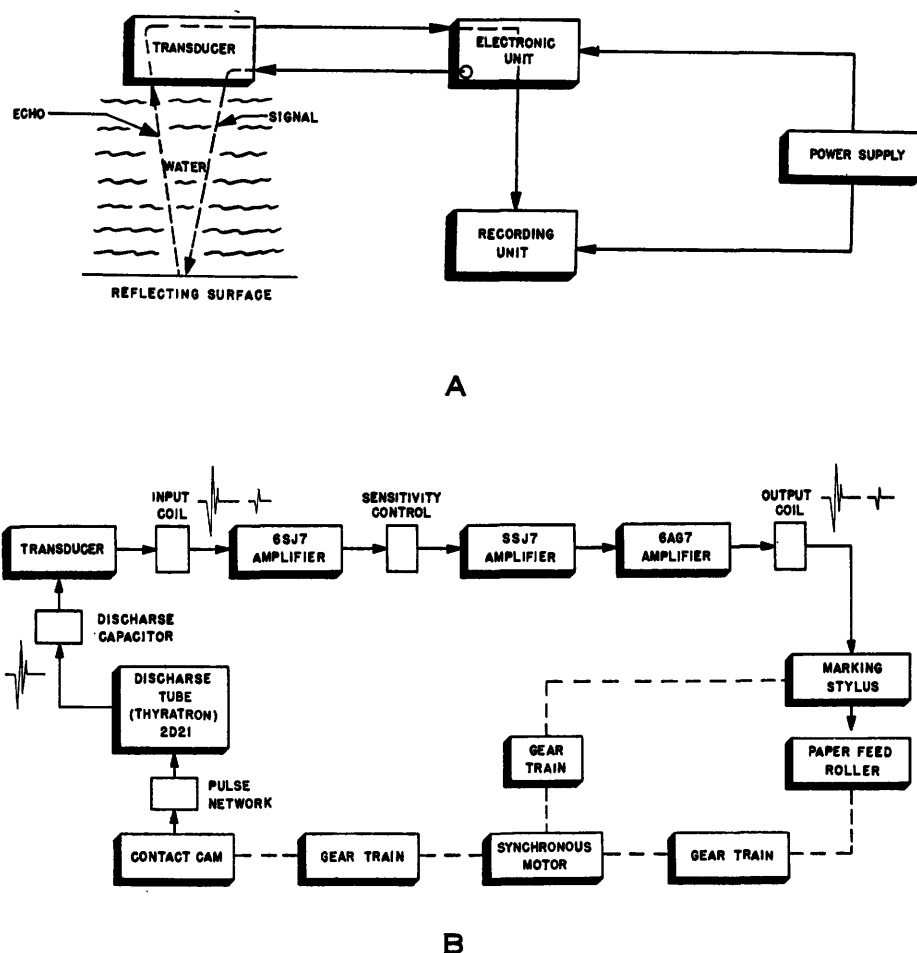 TRANSDUCER
ELECTRONIC
UNIT
ECHO
SIGNAL
WATER
POWER SUPPLY
RECORDING
UNIT
REFLECTING SURFACE
A
INPUT
COIL
SENSITIVITY
CONTROL
OUTPUT
COIL
TRANSDUCER
6SJ7
AMPLIFIER
SSJ7
AMPLIFIER
6AG7
AMPLIFIER
DISCHARSE
CAPACITOR
DISCHARGE
TUBE
(THYRATRON)
2D21
MARKING
STYLUS
GEAR
TRAIN
PAPER FEED
ROLLER
PULSE
NETWORK
CONTACT CAM
GEAR TRAIN
SYNCHRONOUS
MOTOR
GEAR TRAIN
B